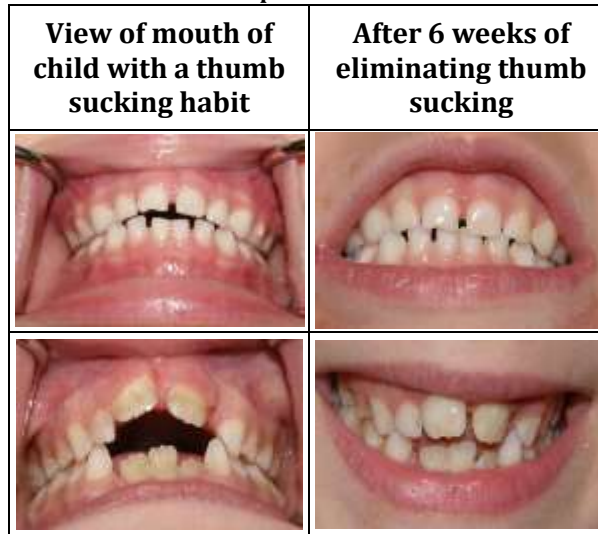 View of mouth of
child with a thumb
sucking habit
After 6 weeks of
eliminating thumb
sucking